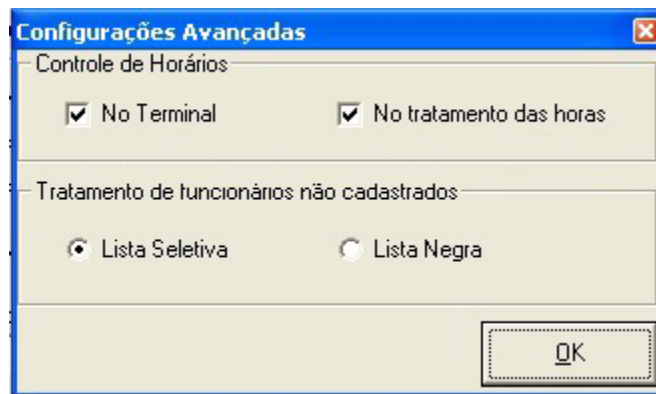 Configurações Avançadas
Controle de Horários
No Terminal No tratamento das horas
Tratamento de funcionários não cadastrados
Lista Seletiva Lista Negra
OK